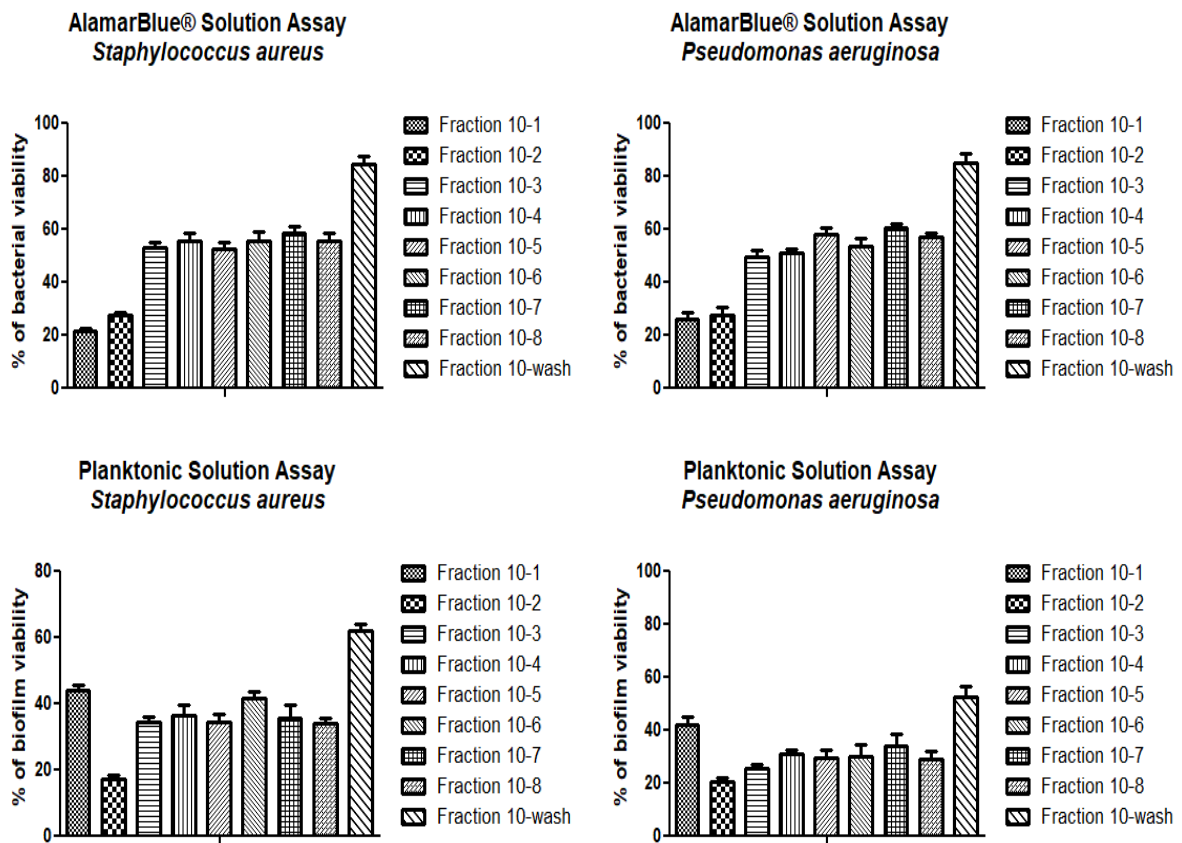 AlamarBlue® Solution Assay
Staphylococcus aureus
% of bacterial viability
100
80
60
40
20
0
Fraction 10-1
Fraction 10-2
Fraction 10-3
Fraction 10-4
Fraction 10-5
Fraction 10-6
Fraction 10-7
Fraction 10-8
Fraction 10-wash
AlamarBlue® Solution Assay
Pseudomonas aeruginosa
% of bacterial viability
100
80
60
40
20
0
Fraction 10-1
Fraction 10-2
Fraction 10-3
Fraction 10-4
Fraction 10-5
Fraction 10-6
Fraction 10-7
Fraction 10-8
Fraction 10-wash
Planktonic Solution Assay
Staphylococcus aureus
% of biofilm viability
80
60
40
20
0
Fraction 10-1
Fraction 10-2
Fraction 10-3
Fraction 10-4
Fraction 10-5
Fraction 10-6
Fraction 10-7
Fraction 10-8
Fraction 10-wash
Planktonic Solution Assay
Pseudomonas aeruginosa
% of biofilm viability
100
80
60
40
20
0
Fraction 10-1
Fraction 10-2
Fraction 10-3
Fraction 10-4
Fraction 10-5
Fraction 10-6
Fraction 10-7
Fraction 10-8
Fraction 10-wash